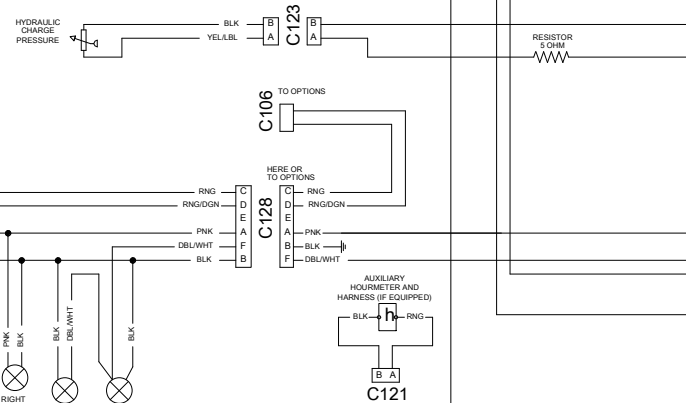 HYDRAULIC
CHARGE
PRESSURE
BLK
YEL/LBL
B
A
C123
B
A
RESISTOR
5 OHM
C106
TO OPTIONS
HERE OR
TO OPTIONS
RNG
RNG/DGN
PNK
DBL/WHT
BLK
C
D
E
A
F
B
C128
C
D
E
A
B
F
RNG
RNG/DGN
PNK
BLK
DBL/WHT
AUXILIARY
HOURMETER AND
HARNESS (IF EQUIPPED)
BLK
h
RNG
B A
C121
PNK
BLK
BLK
DBL/WHT
BLK
RIGHT